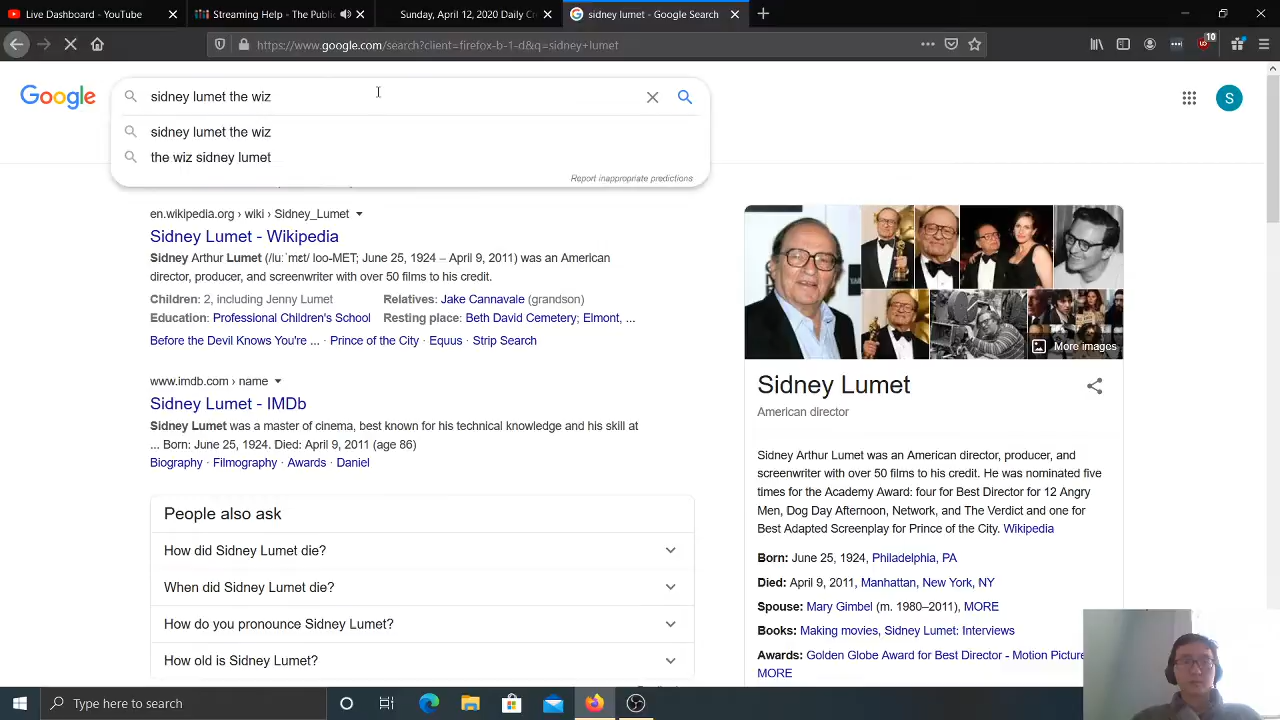 Live Dashboard - YouTube
Streaming Help - The Publi
Sunday, April 12, 2020 Daily Cr
sidney lumet - Google Search
https://www.google.com/search?client=firefox-b-1-d&q=sidney+lumet
10
Google
sidney lumet the wiz
S
sidney lumet the wiz
the wiz sidney lumet
Report inappropriate predictions
en.wikipedia.org › wiki › Sidney_Lumet
Sidney Lumet - Wikipedia
Sidney Arthur Lumet (/luːˈmɛt/ loo-MET; June 25, 1924 – April 9, 2011) was an American
director, producer, and screenwriter with over 50 films to his credit.
Children: 2, including Jenny Lumet
Relatives: Jake Cannavale (grandson)
Education: Professional Children's School
Resting place: Beth David Cemetery; Elmont, ...
Before the Devil Knows You're ... · Prince of the City · Equus · Strip Search
www.imdb.com › name
Sidney Lumet - IMDb
Sidney Lumet was a master of cinema, best known for his technical knowledge and his skill at
... Born: June 25, 1924. Died: April 9, 2011 (age 86)
Biography · Filmography · Awards · Daniel
People also ask
How did Sidney Lumet die?
When did Sidney Lumet die?
How do you pronounce Sidney Lumet?
How old is Sidney Lumet?
More images
Sidney Lumet
American director
Sidney Arthur Lumet was an American director, producer, and
screenwriter with over 50 films to his credit. He was nominated five
times for the Academy Award: four for Best Director for 12 Angry
Men, Dog Day Afternoon, Network, and The Verdict and one for
Best Adapted Screenplay for Prince of the City. Wikipedia
Born: June 25, 1924, Philadelphia, PA
Died: April 9, 2011, Manhattan, New York, NY
Spouse: Mary Gimbel (m. 1980–2011), MORE
Books: Making movies, Sidney Lumet: Interviews
Awards: Golden Globe Award for Best Director - Motion Picture,
MORE
Type here to search